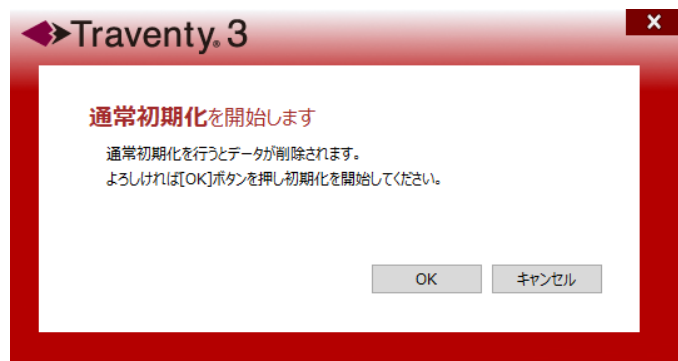 Traventy® 3
通常初期化を開始します
通常初期化を行うとデータが削除されます。
よろしければ[OK]ボタンを押し初期化を開始してください。
OK キャンセル